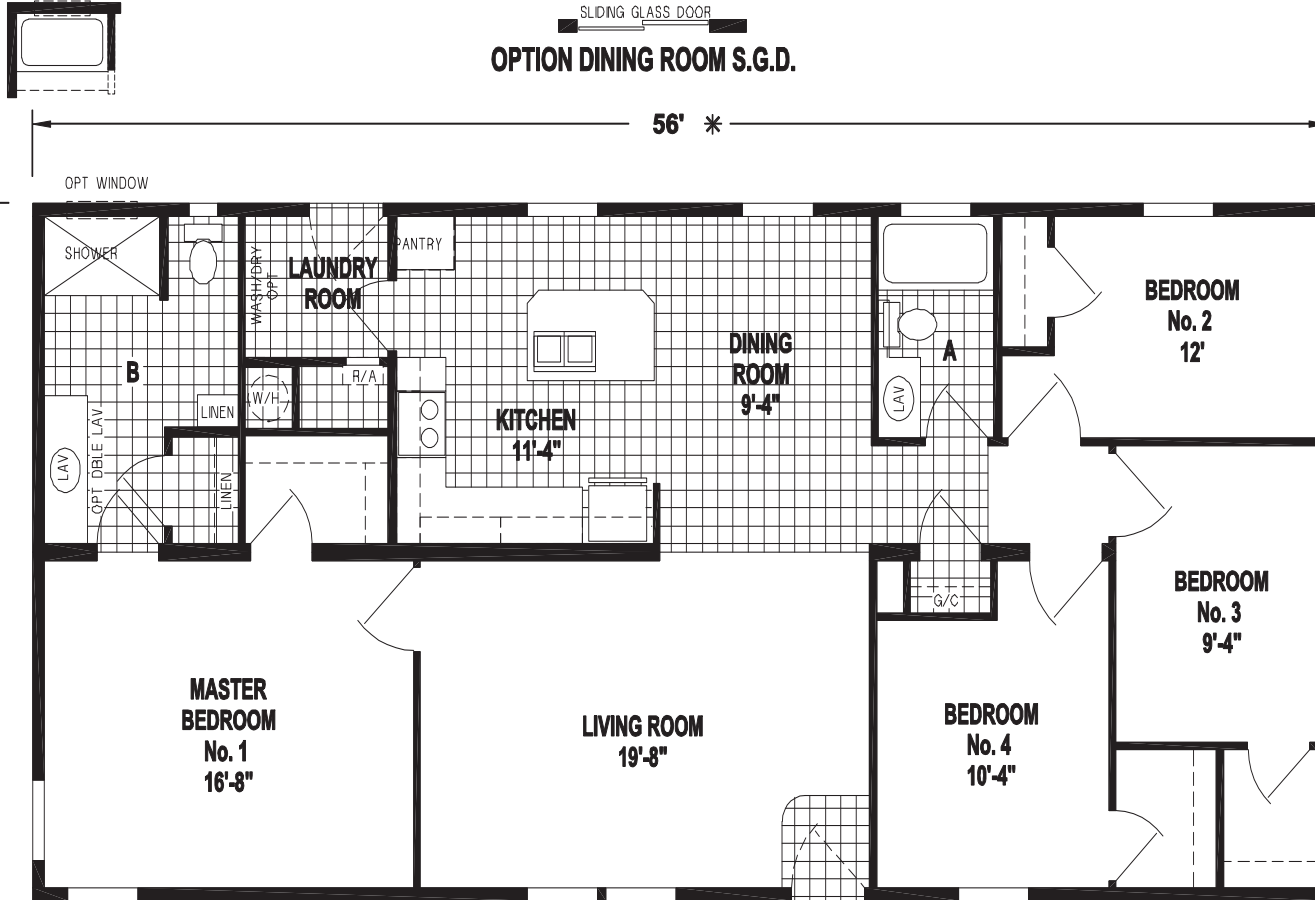 SLIDING GLASS DOOR
OPTION DINING ROOM S.G.D.
56' ✳
OPT WINDOW
SHOWER
WASH/DRY
OPT
LAUNDRY
ROOM
PANTRY
R/A
W/H
B
LINEN
LAV
OPT DBLE LAV
LINEN
KITCHEN
11'-4"
DINING
ROOM
9'-4"
A
LAV
BEDROOM
No. 2
12'
G/C
BEDROOM
No. 3
9'-4"
MASTER
BEDROOM
No. 1
16'-8"
LIVING ROOM
19'-8"
BEDROOM
No. 4
10'-4"